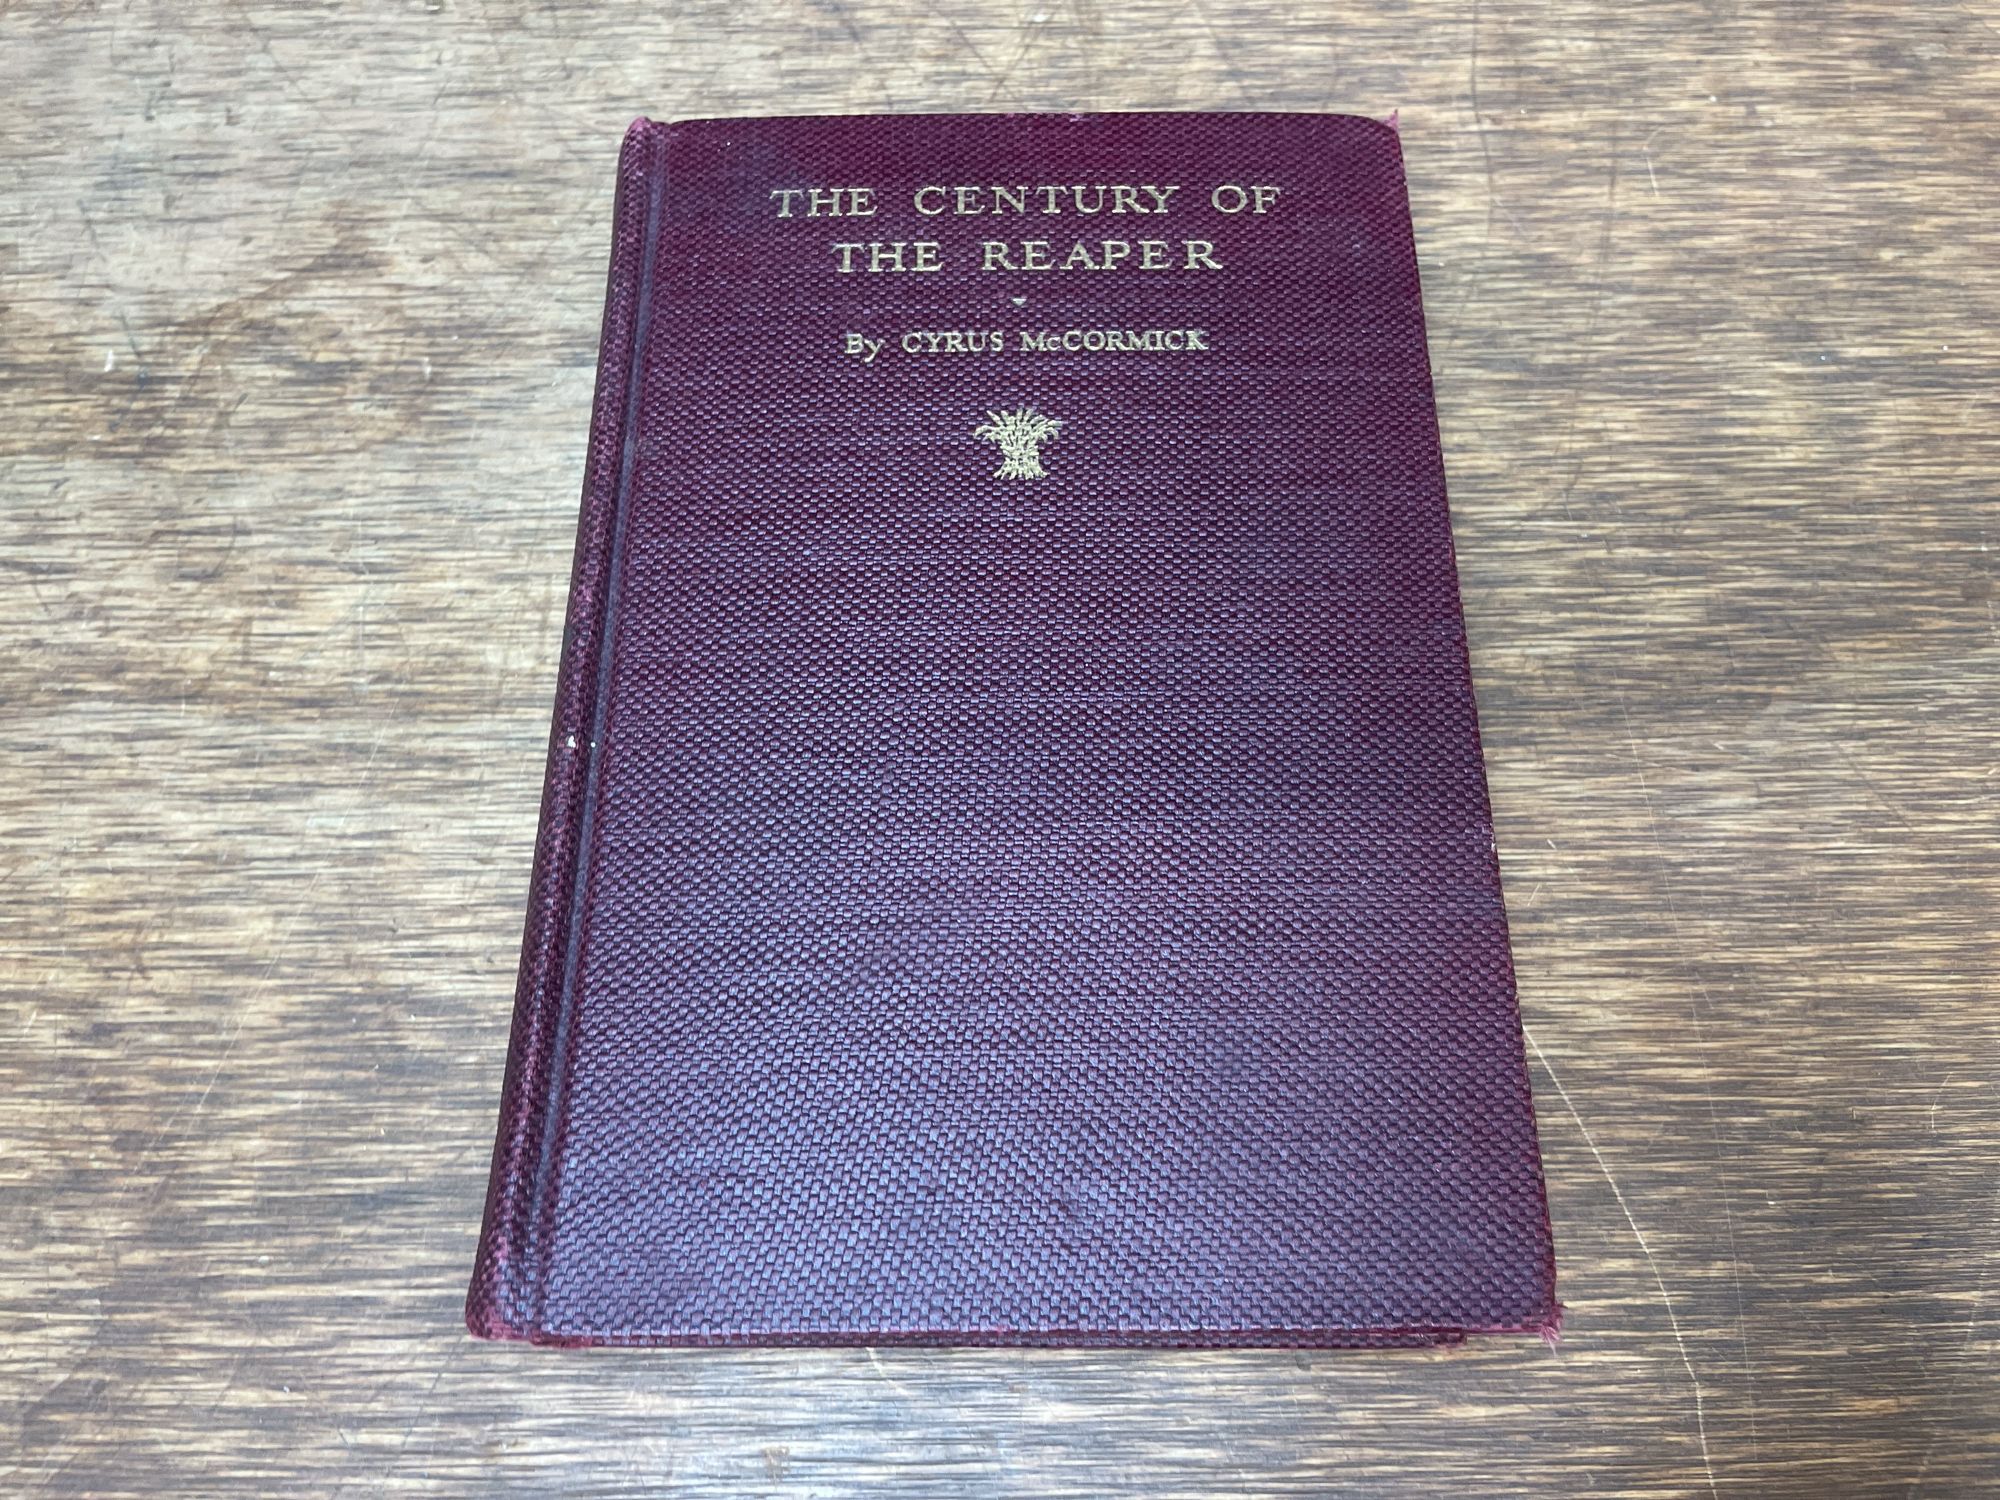 THE CENTURY OF
THE REAPER
By CYRUS McCORMICK